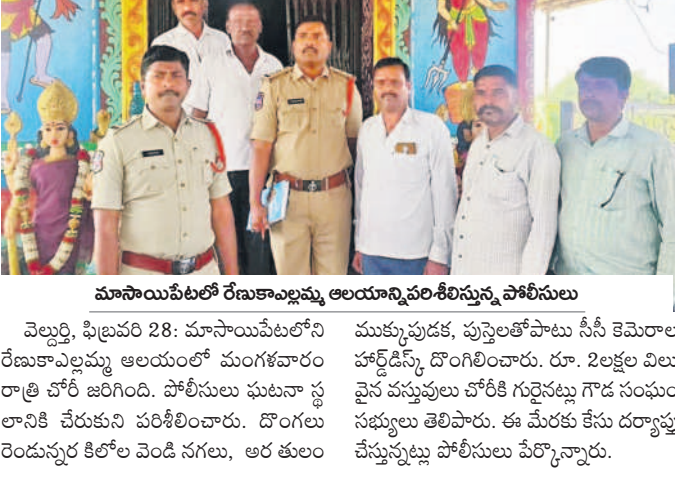 మాసాయిపేటలో రేణుకాఎల్లమ్మ ఆలయాన్నిపరిశీలిస్తున్న పోలీసులు
వెల్దుర్తి, ఫిబ్రవరి 28: మాసాయిపేటలోని
రేణుకాఎల్లమ్మ ఆలయంలో మంగళవారం
రాత్రి చోరీ జరిగింది. పోలీసులు ఘటనా స్థ
లానికి చేరుకుని పరిశీలించారు. దొంగలు
రెండున్నర కిలోల వెండి నగలు, అర తులం
ముక్కుపుడక, పుస్తెలతోపాటు సీసీ కెమెరాల
హార్డ్‌డిస్క్ దొంగిలించారు. రూ. 2లక్షల విలు
వైన వస్తువులు చోరీకి గురైనట్లు గౌడ సంఘం
సభ్యులు తెలిపారు. ఈ మేరకు కేసు దర్యాప్తు
చేస్తున్నట్లు పోలీసులు పేర్కొన్నారు.